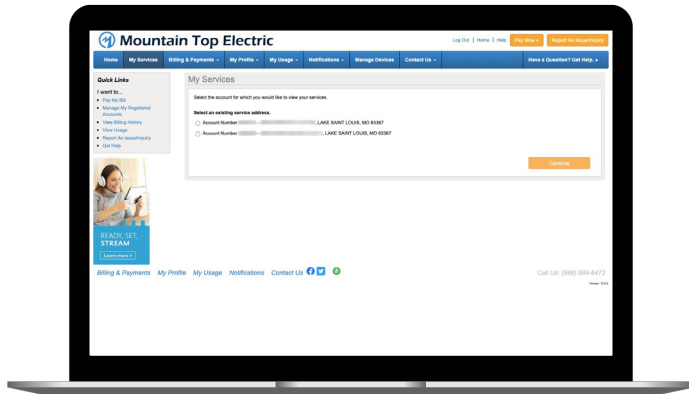 Mountain Top Electric
Log Out | Home | Help
Pay Now »
Report An Issue/Inquiry
Home
My Services
Billing & Payments
My Profile
My Usage
Notifications
Manage Devices
Contact Us
Have a Question? Get Help. »
Quick Links
I want to...
Pay My Bill
Manage My Registered
Accounts
View Billing History
View Usage
Report An Issue/Inquiry
Get Help
My Services
Select the account for which you would like to view your services.
Select an existing service address.
Account Number -- , LAKE SAINT LOUIS, MO 63367
Account Number -- , LAKE SAINT LOUIS, MO 63367
Continue
READY, SET,
STREAM
Learn more >
Billing & Payments My Profile My Usage Notifications Contact Us
Call Us: (866) 999-6472